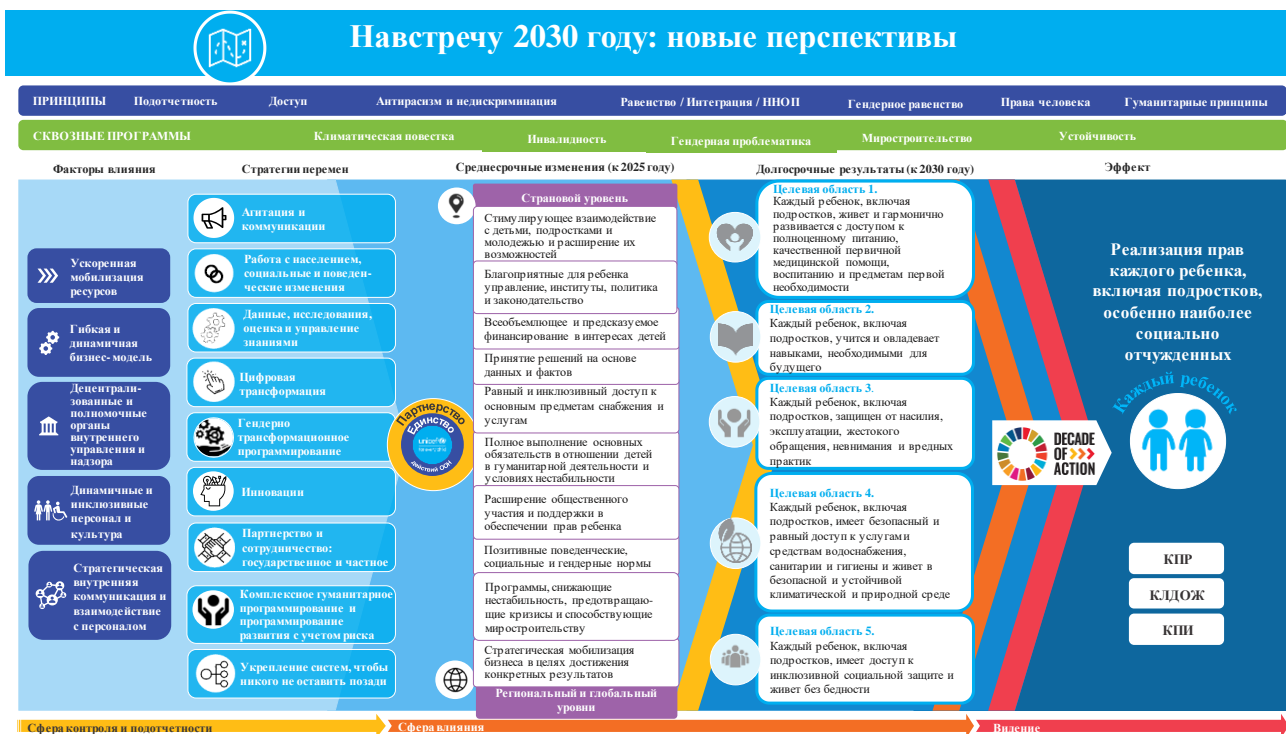 Навстречу 2030 году: новые перспективы
ПРИНЦИПЫ Подотчетность Доступ Антирасизм и недискриминация Равенство / Интеграция / ННОП Гендерное равенство Права человека Гуманитарные принципы
СКВОЗНЫЕ ПРОГРАММЫ Климатическая повестка Инвалидность Гендерная проблематика Миростроительство Устойчивость
Факторы влияния Стратегии перемен Среднесрочные изменения (к 2025 году) Долгосрочные результаты (к 2030 году) Эффект
Ускоренная
мобилизация
ресурсов
Гибкая и
динамичная
бизнес-модель
Децентрали-
зованные и
полномочные
органы
внутреннего
управления и
надзора
Динамичные и
инклюзивные
персонал и
культура
Стратегическая
внутренняя
коммуникация и
взаимодействие
с персоналом
Агитация и
коммуникации
Работа с населением,
социальные и поведен-
ческие изменения
Данные, исследования,
оценка и управление
знаниями
Цифровая
трансформация
Гендерно
трансформационное
программирование
Инновации
Партнерство и
сотрудничество:
государственное и частное
Комплексное гуманитарное
программирование и
программирование
развития с учетом риска
Укрепление систем, чтобы
никого не оставить позади
Партнерство
Единство
unicef
действий ООН
Страновой уровень
Стимулирующее взаимодействие
с детьми, подростками и
молодежью и расширение их
возможностей
Благоприятные для ребенка
управление, институты, политика
и законодательство
Всеобъемлющее и предсказуемое
финансирование в интересах детей
Принятие решений на основе
данных и фактов
Равный и инклюзивный доступ к
основным предметам снабжения и
услугам
Полное выполнение основных
обязательств в отношении детей
в гуманитарной деятельности и
условиях нестабильности
Расширение общественного
участия и поддержки в
обеспечении прав ребенка
Позитивные поведенческие,
социальные и гендерные нормы
Программы, снижающие
нестабильность, предотвращаю-
щие кризисы и способствующие
миростроительству
Стратегическая мобилизация
бизнеса в целях достижения
конкретных результатов
Региональный и глобальный
уровни
Целевая область 1.
Каждый ребенок, включая
подростков, живет и гармонично
развивается с доступом к
полноценному питанию,
качественной первичной
медицинской помощи,
воспитанию и предметам первой
необходимости
Целевая область 2.
Каждый ребенок, включая
подростков, учится и овладевает
навыками, необходимыми для
будущего
Целевая область 3.
Каждый ребенок, включая
подростков, защищен от насилия,
эксплуатации, жестокого
обращения, невнимания и вредных
практик
Целевая область 4.
Каждый ребенок, включая
подростков, имеет безопасный и
равный доступ к услугам и
средствам водоснабжения,
санитарии и гигиены и живет в
безопасной и устойчивой
климатической и природной среде
Целевая область 5.
Каждый ребенок, включая
подростков, имеет доступ к
инклюзивной социальной защите и
живет без бедности
DECADE
OF >>>
ACTION
Реализация прав
каждого ребенка,
включая подростков,
особенно наиболее
социально
отчужденных
Каждый ребенок
КПР
КЛДОЖ
КПИ
Сфера контроля и подотчетности Сфера влияния Видение